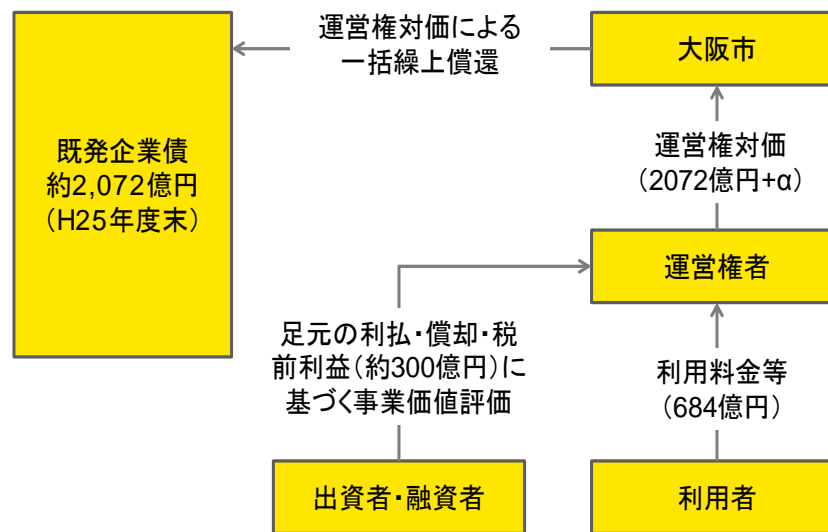 運営権対価による
一括繰上償還
大阪市
既発企業債
約2,072億円
（H25年度末）
運営権対価
（2072億円+α）
運営権者
足元の利払・償却・税
前利益（約300億円）に
基づく事業価値評価
利用料金等
（684億円）
出資者・融資者
利用者